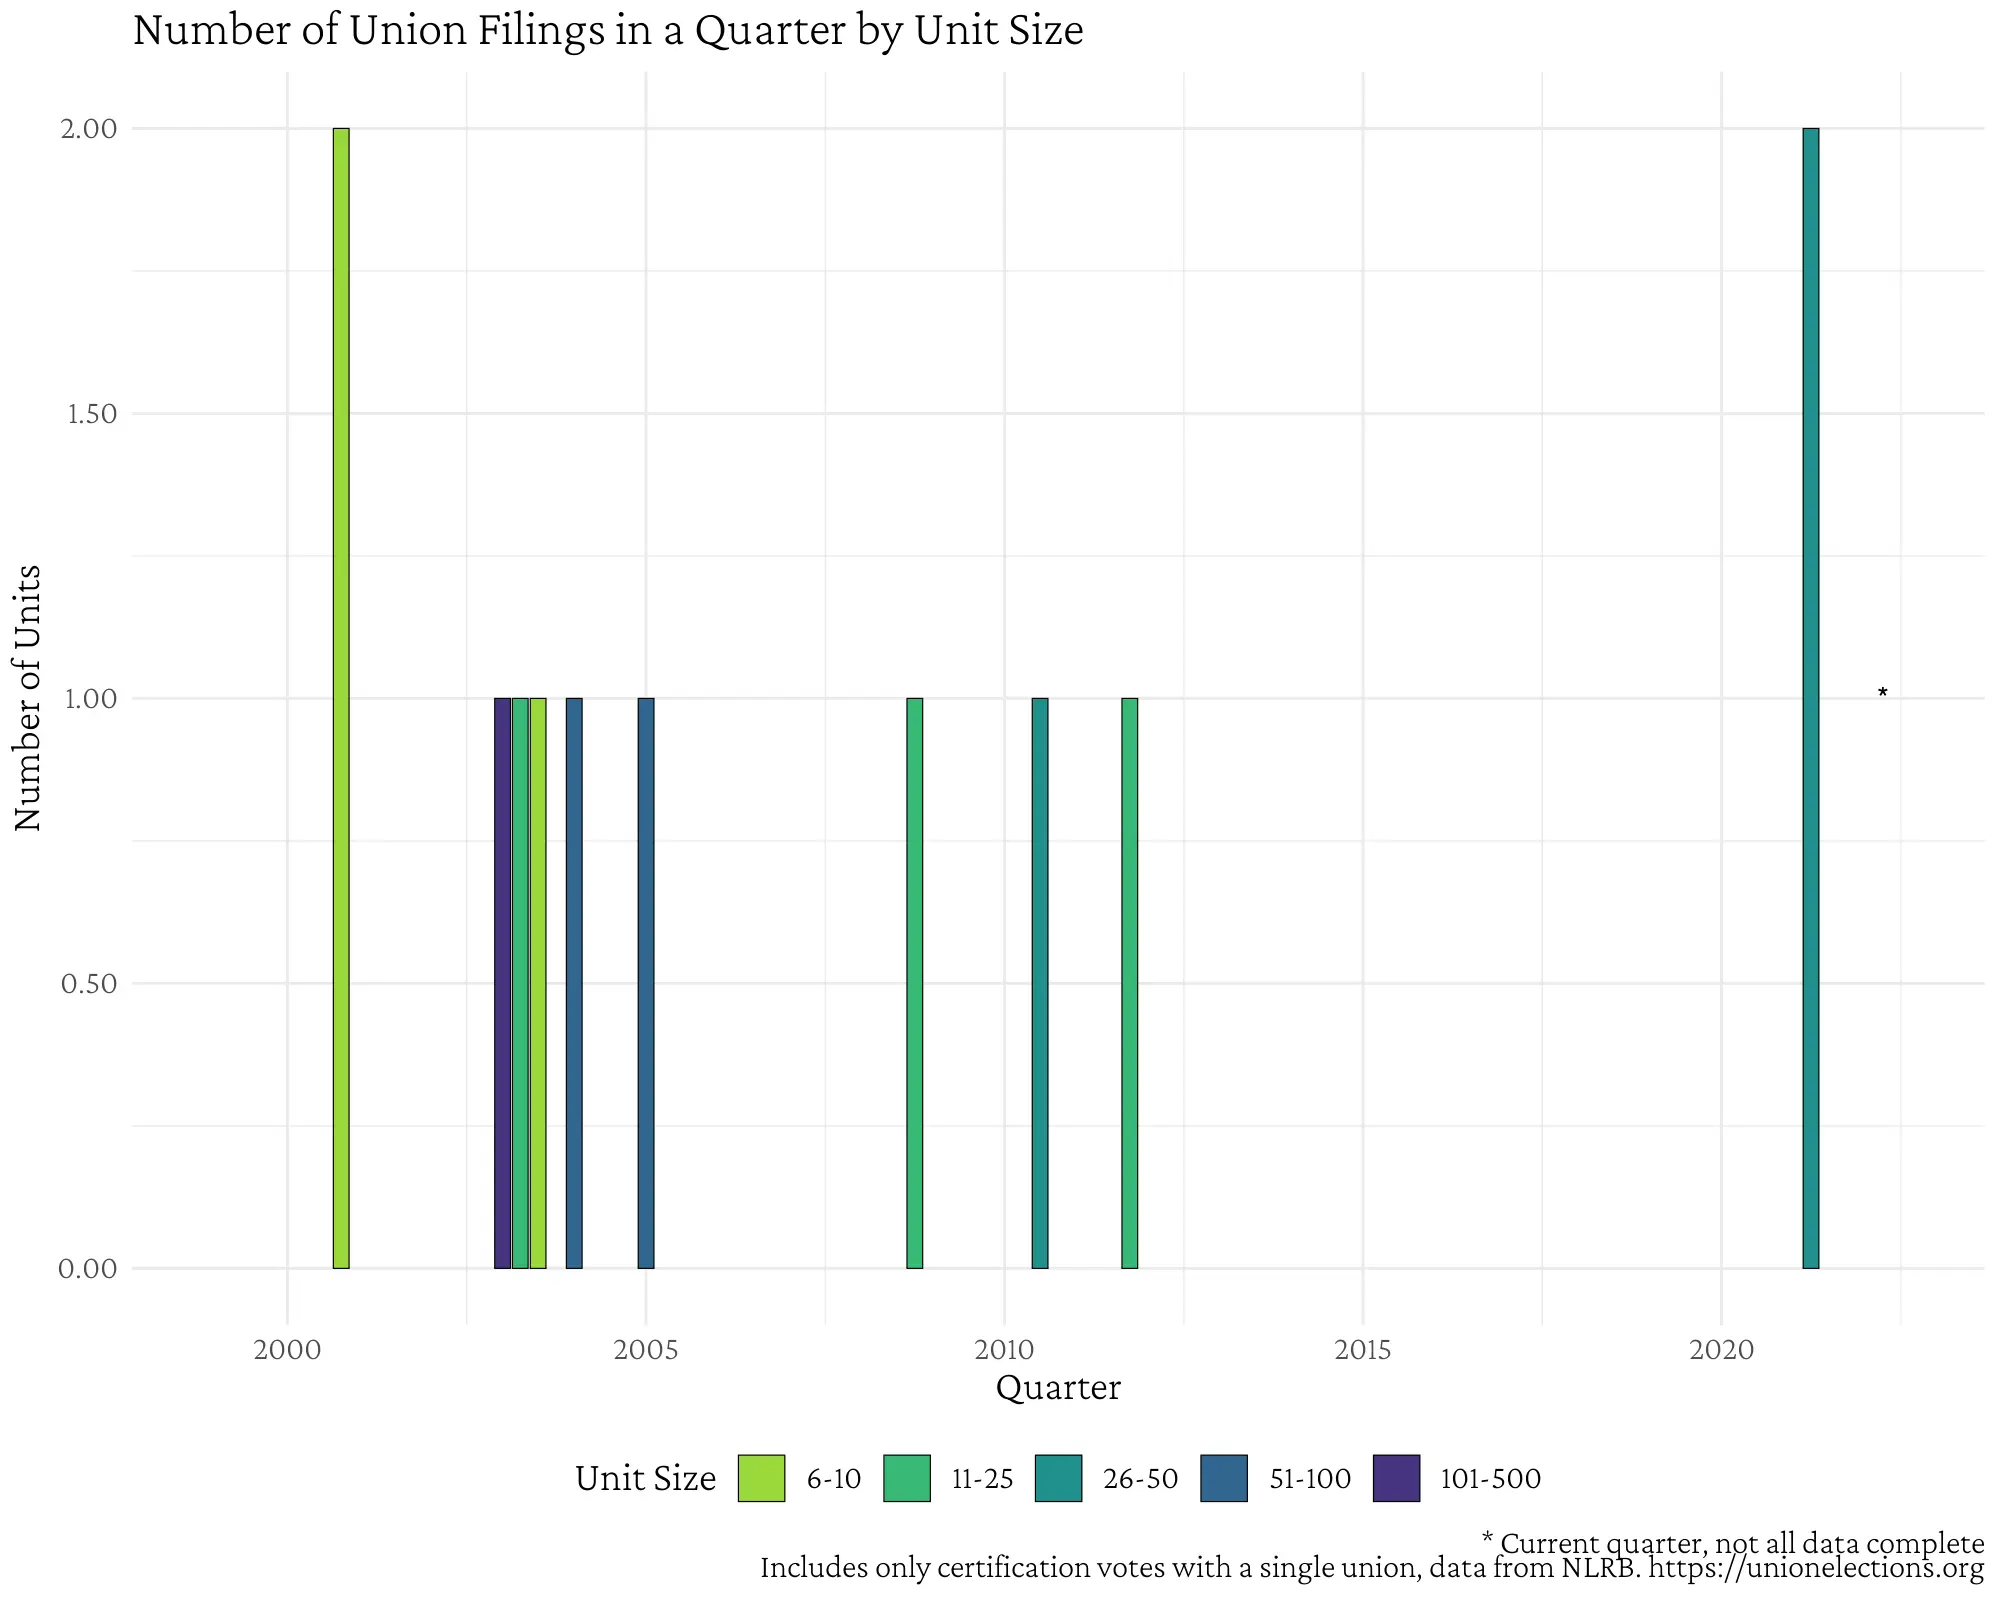 Number of Union Filings in a Quarter by Unit Size
Number of Units
2.00
1.50
1.00
0.50
0.00
*
2000 2005 2010 2015 2020
Quarter
Unit Size 6-10 11-25 26-50 51-100 101-500
* Current quarter, not all data complete
Includes only certification votes with a single union, data from NLRB. https://unionelections.org